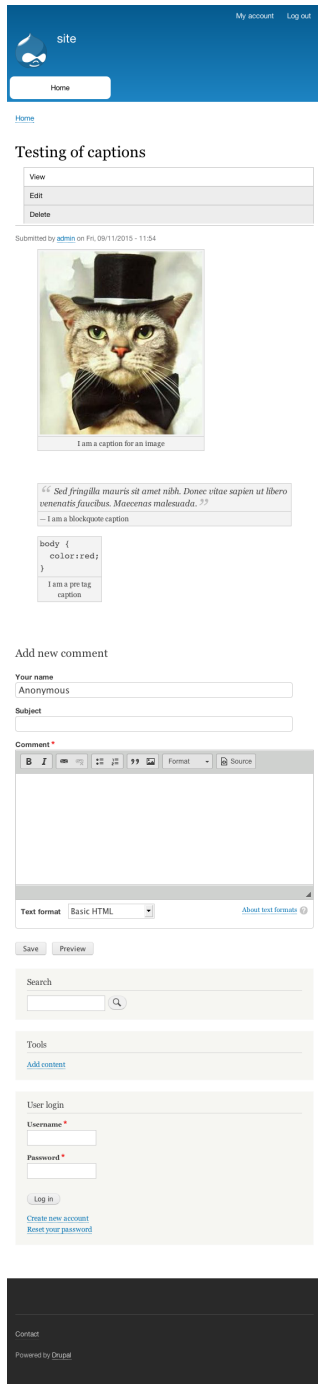 My account Log out
site
Home
Home
Testing of captions
View
Edit
Delete
Submitted by admin on Fri, 09/11/2015 - 11:54
I am a caption for an image
“ Sed fringilla mauris sit amet nibh. Donec vitae sapien ut libero
venenatis faucibus. Maecenas malesuada. ”
— I am a blockquote caption
body {
  color:red;
}
I am a pre tag
caption
Add new comment
Your name
Anonymous
Subject
Comment *
B I Format Source
Text format Basic HTML About text formats ?
Save Preview
Search
Tools
Add content
User login
Username *
Password *
Log in
Create new account
Reset your password
Contact
Powered by Drupal